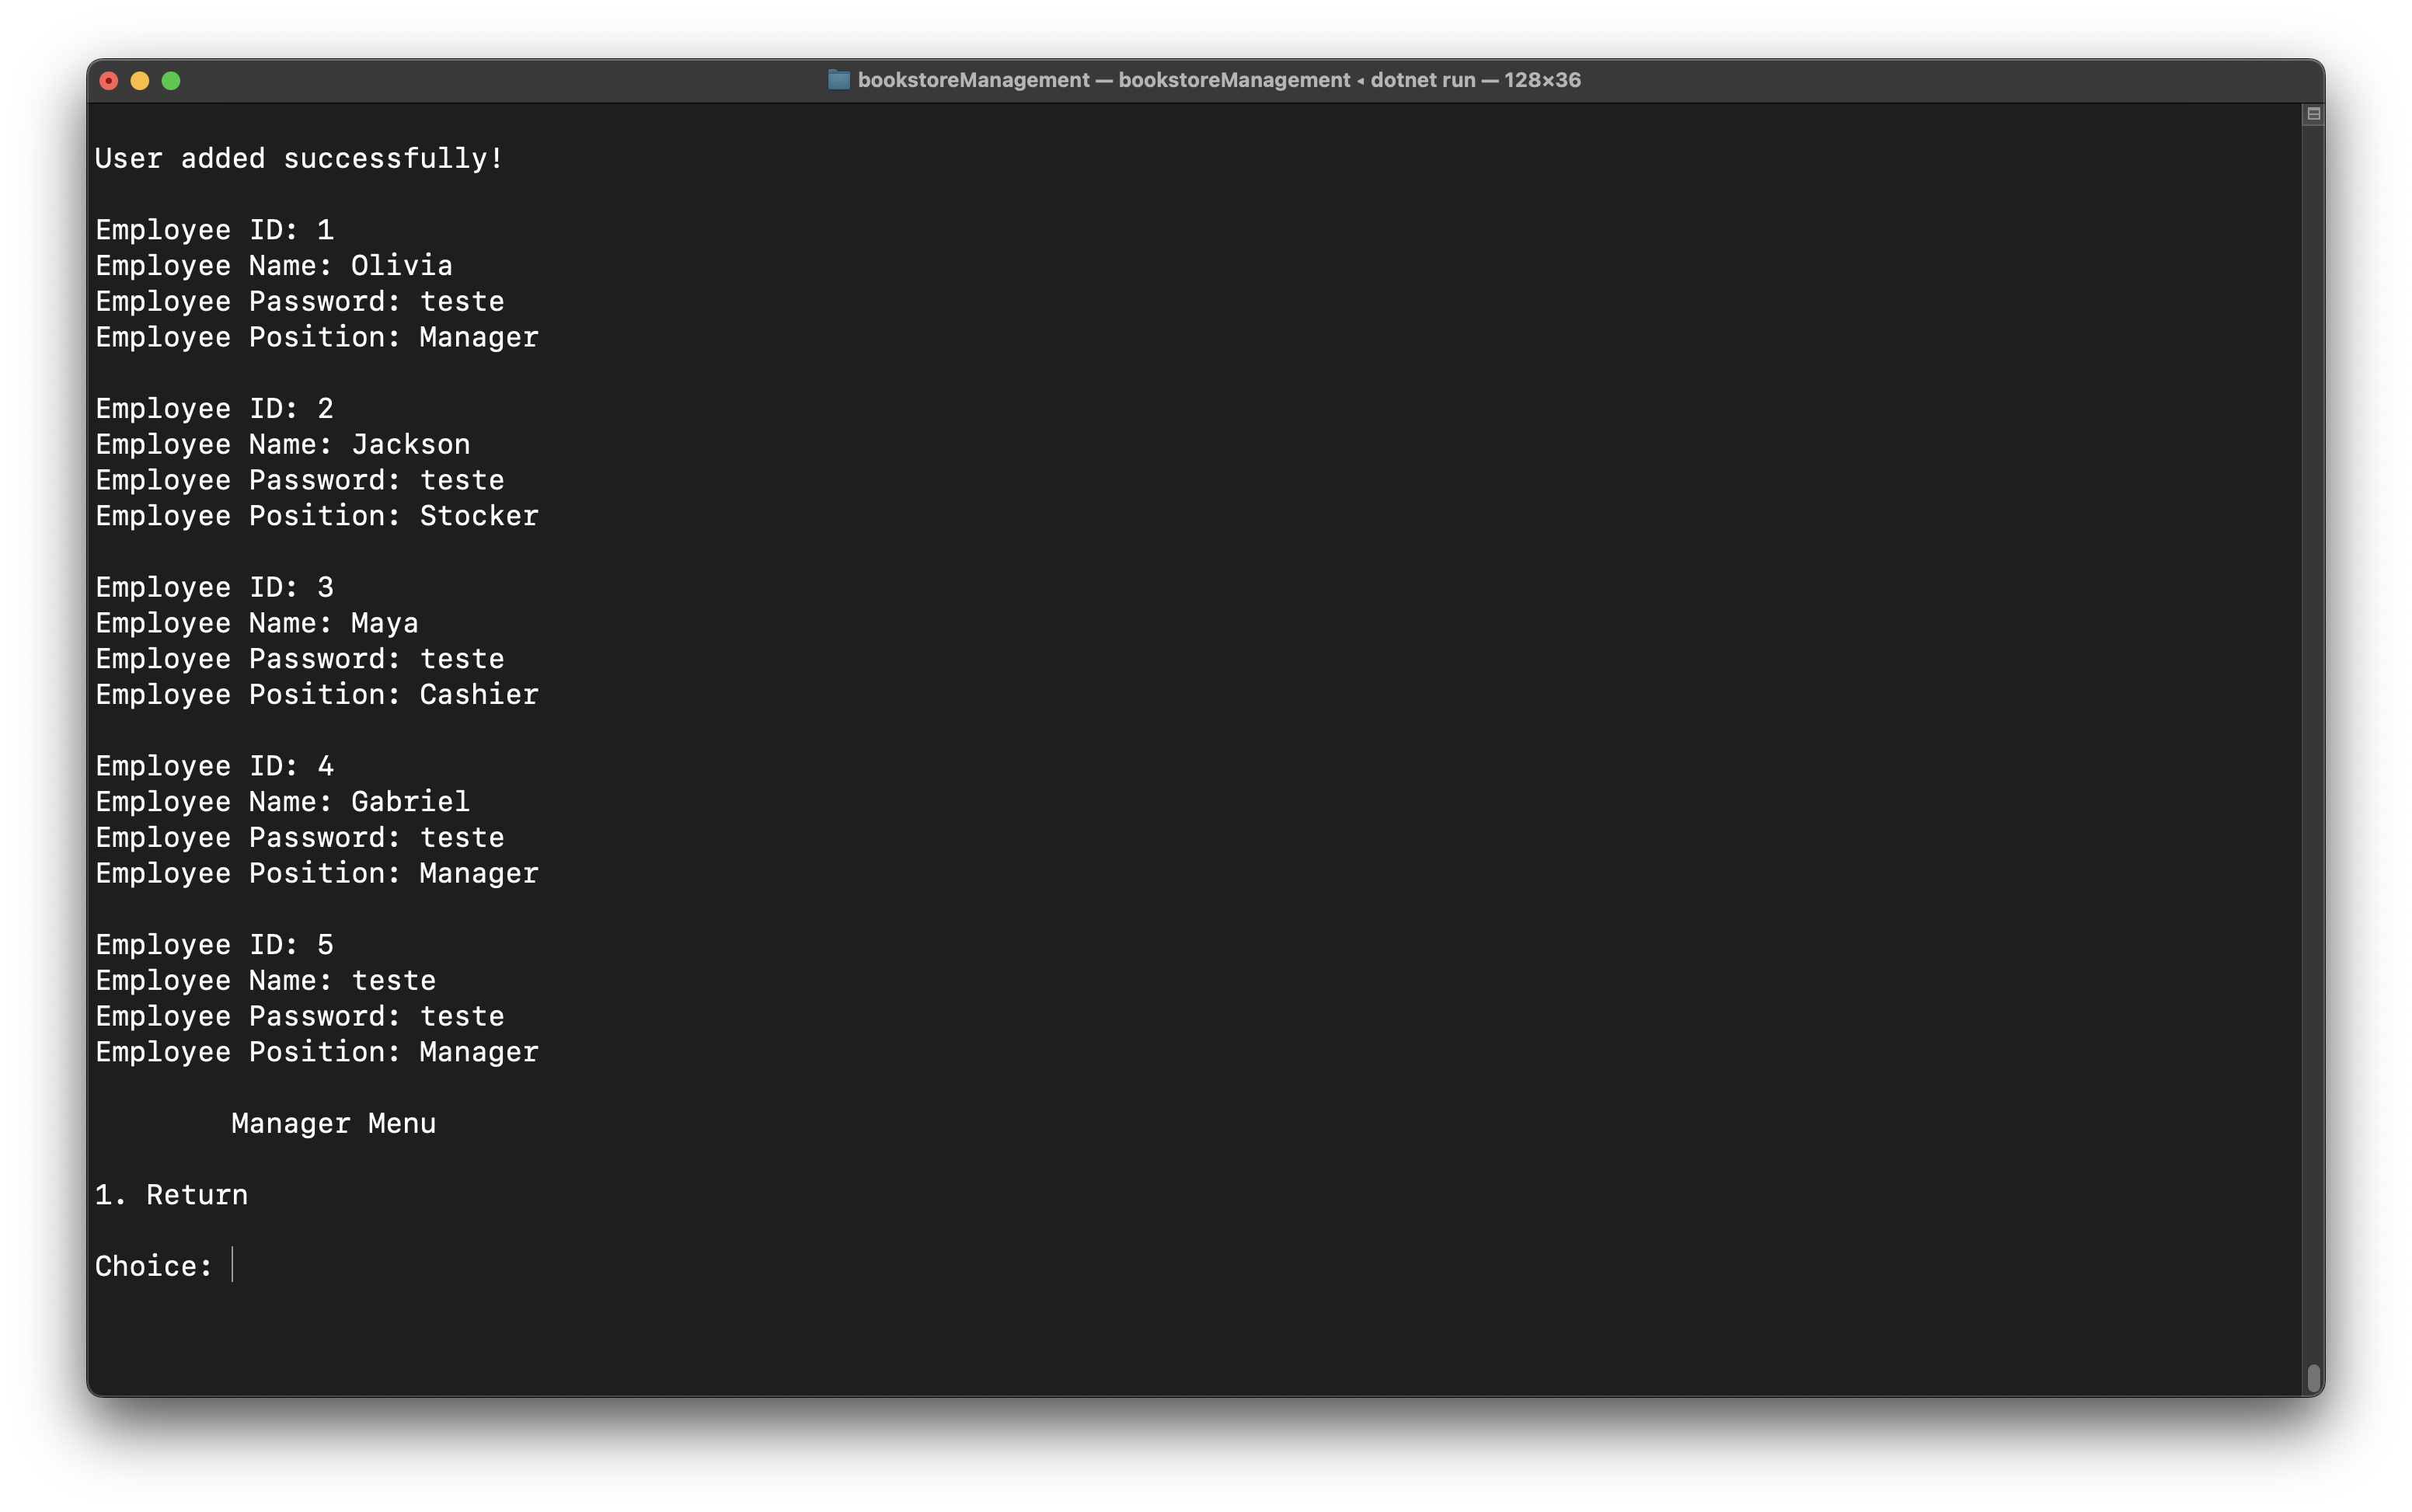 bookstoreManagement — bookstoreManagement ◂ dotnet run — 128×36
User added successfully!
Employee ID: 1
Employee Name: Olivia
Employee Password: teste
Employee Position: Manager
Employee ID: 2
Employee Name: Jackson
Employee Password: teste
Employee Position: Stocker
Employee ID: 3
Employee Name: Maya
Employee Password: teste
Employee Position: Cashier
Employee ID: 4
Employee Name: Gabriel
Employee Password: teste
Employee Position: Manager
Employee ID: 5
Employee Name: teste
Employee Password: teste
Employee Position: Manager
Manager Menu
1. Return
Choice: